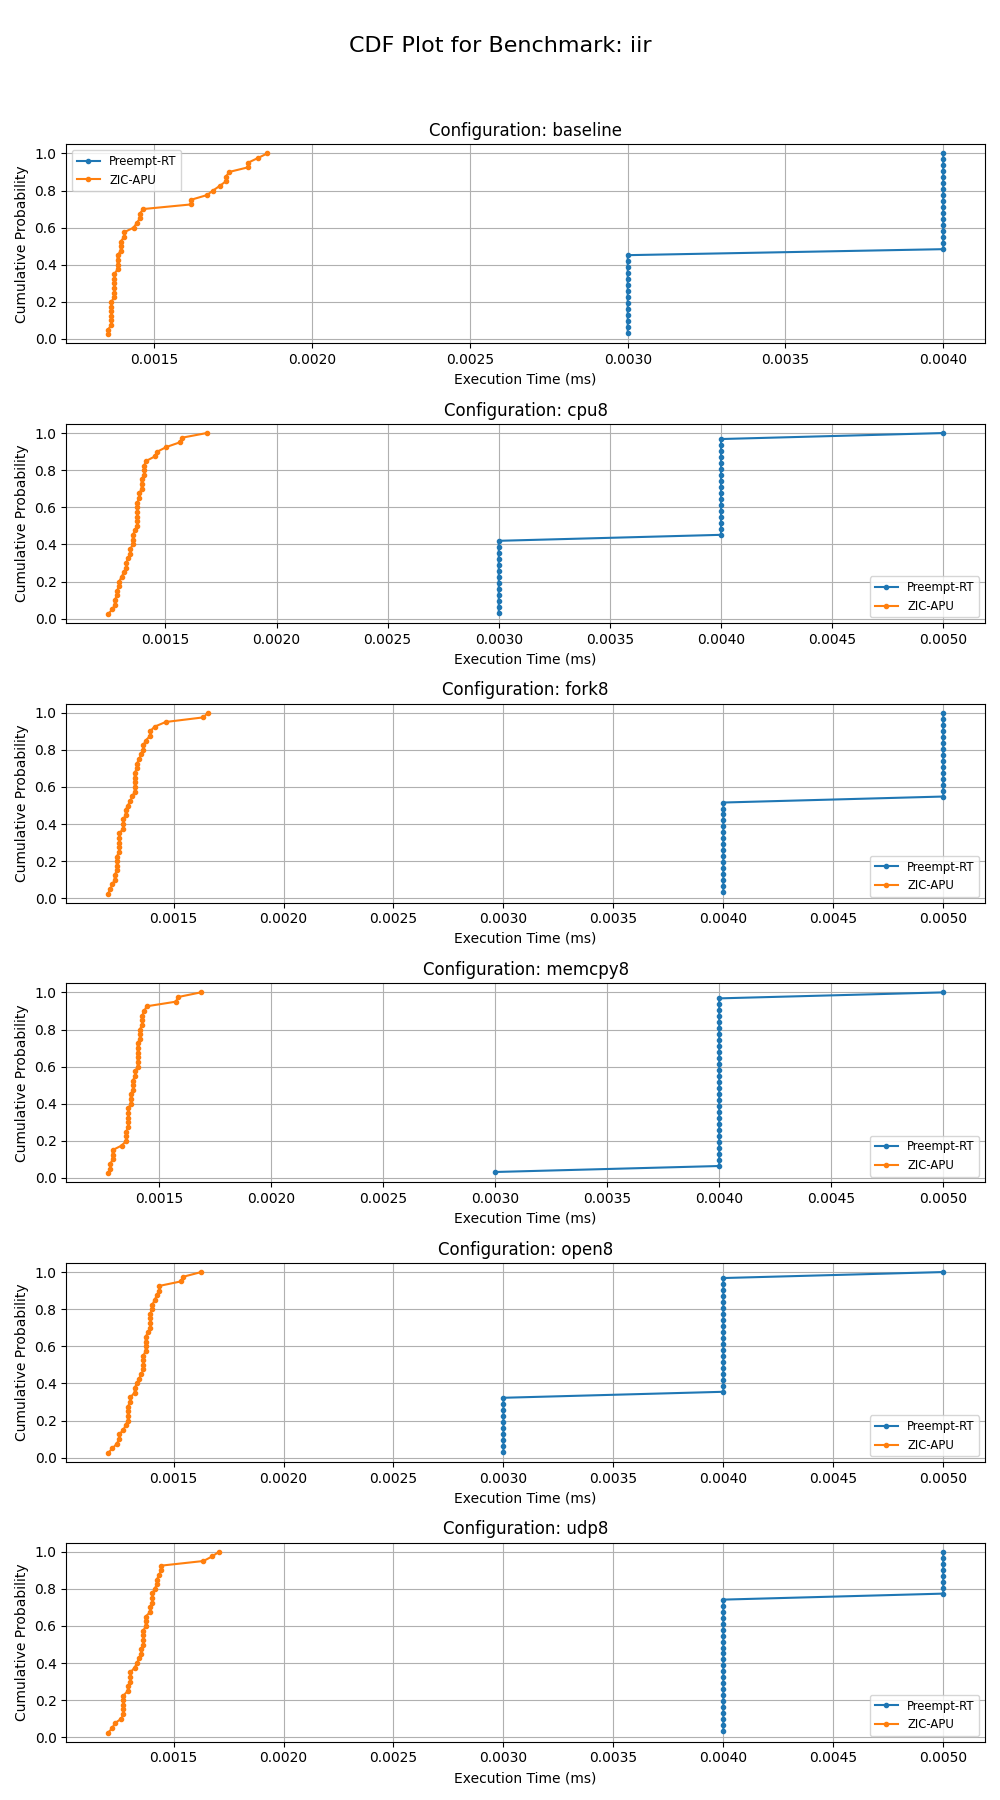 CDF Plot for Benchmark: iir
Configuration: baseline
Cumulative Probability
1.0
0.8
0.6
0.4
0.2
0.0
Preempt-RT
ZIC-APU
0.0015 0.0020 0.0025 0.0030 0.0035 0.0040
Execution Time (ms)
Configuration: cpu8
Cumulative Probability
1.0
0.8
0.6
0.4
0.2
0.0
Preempt-RT
ZIC-APU
0.0015 0.0020 0.0025 0.0030 0.0035 0.0040 0.0045 0.0050
Execution Time (ms)
Configuration: fork8
Cumulative Probability
1.0
0.8
0.6
0.4
0.2
0.0
Preempt-RT
ZIC-APU
0.0015 0.0020 0.0025 0.0030 0.0035 0.0040 0.0045 0.0050
Execution Time (ms)
Configuration: memcpy8
Cumulative Probability
1.0
0.8
0.6
0.4
0.2
0.0
Preempt-RT
ZIC-APU
0.0015 0.0020 0.0025 0.0030 0.0035 0.0040 0.0045 0.0050
Execution Time (ms)
Configuration: open8
Cumulative Probability
1.0
0.8
0.6
0.4
0.2
0.0
Preempt-RT
ZIC-APU
0.0015 0.0020 0.0025 0.0030 0.0035 0.0040 0.0045 0.0050
Execution Time (ms)
Configuration: udp8
Cumulative Probability
1.0
0.8
0.6
0.4
0.2
0.0
Preempt-RT
ZIC-APU
0.0015 0.0020 0.0025 0.0030 0.0035 0.0040 0.0045 0.0050
Execution Time (ms)